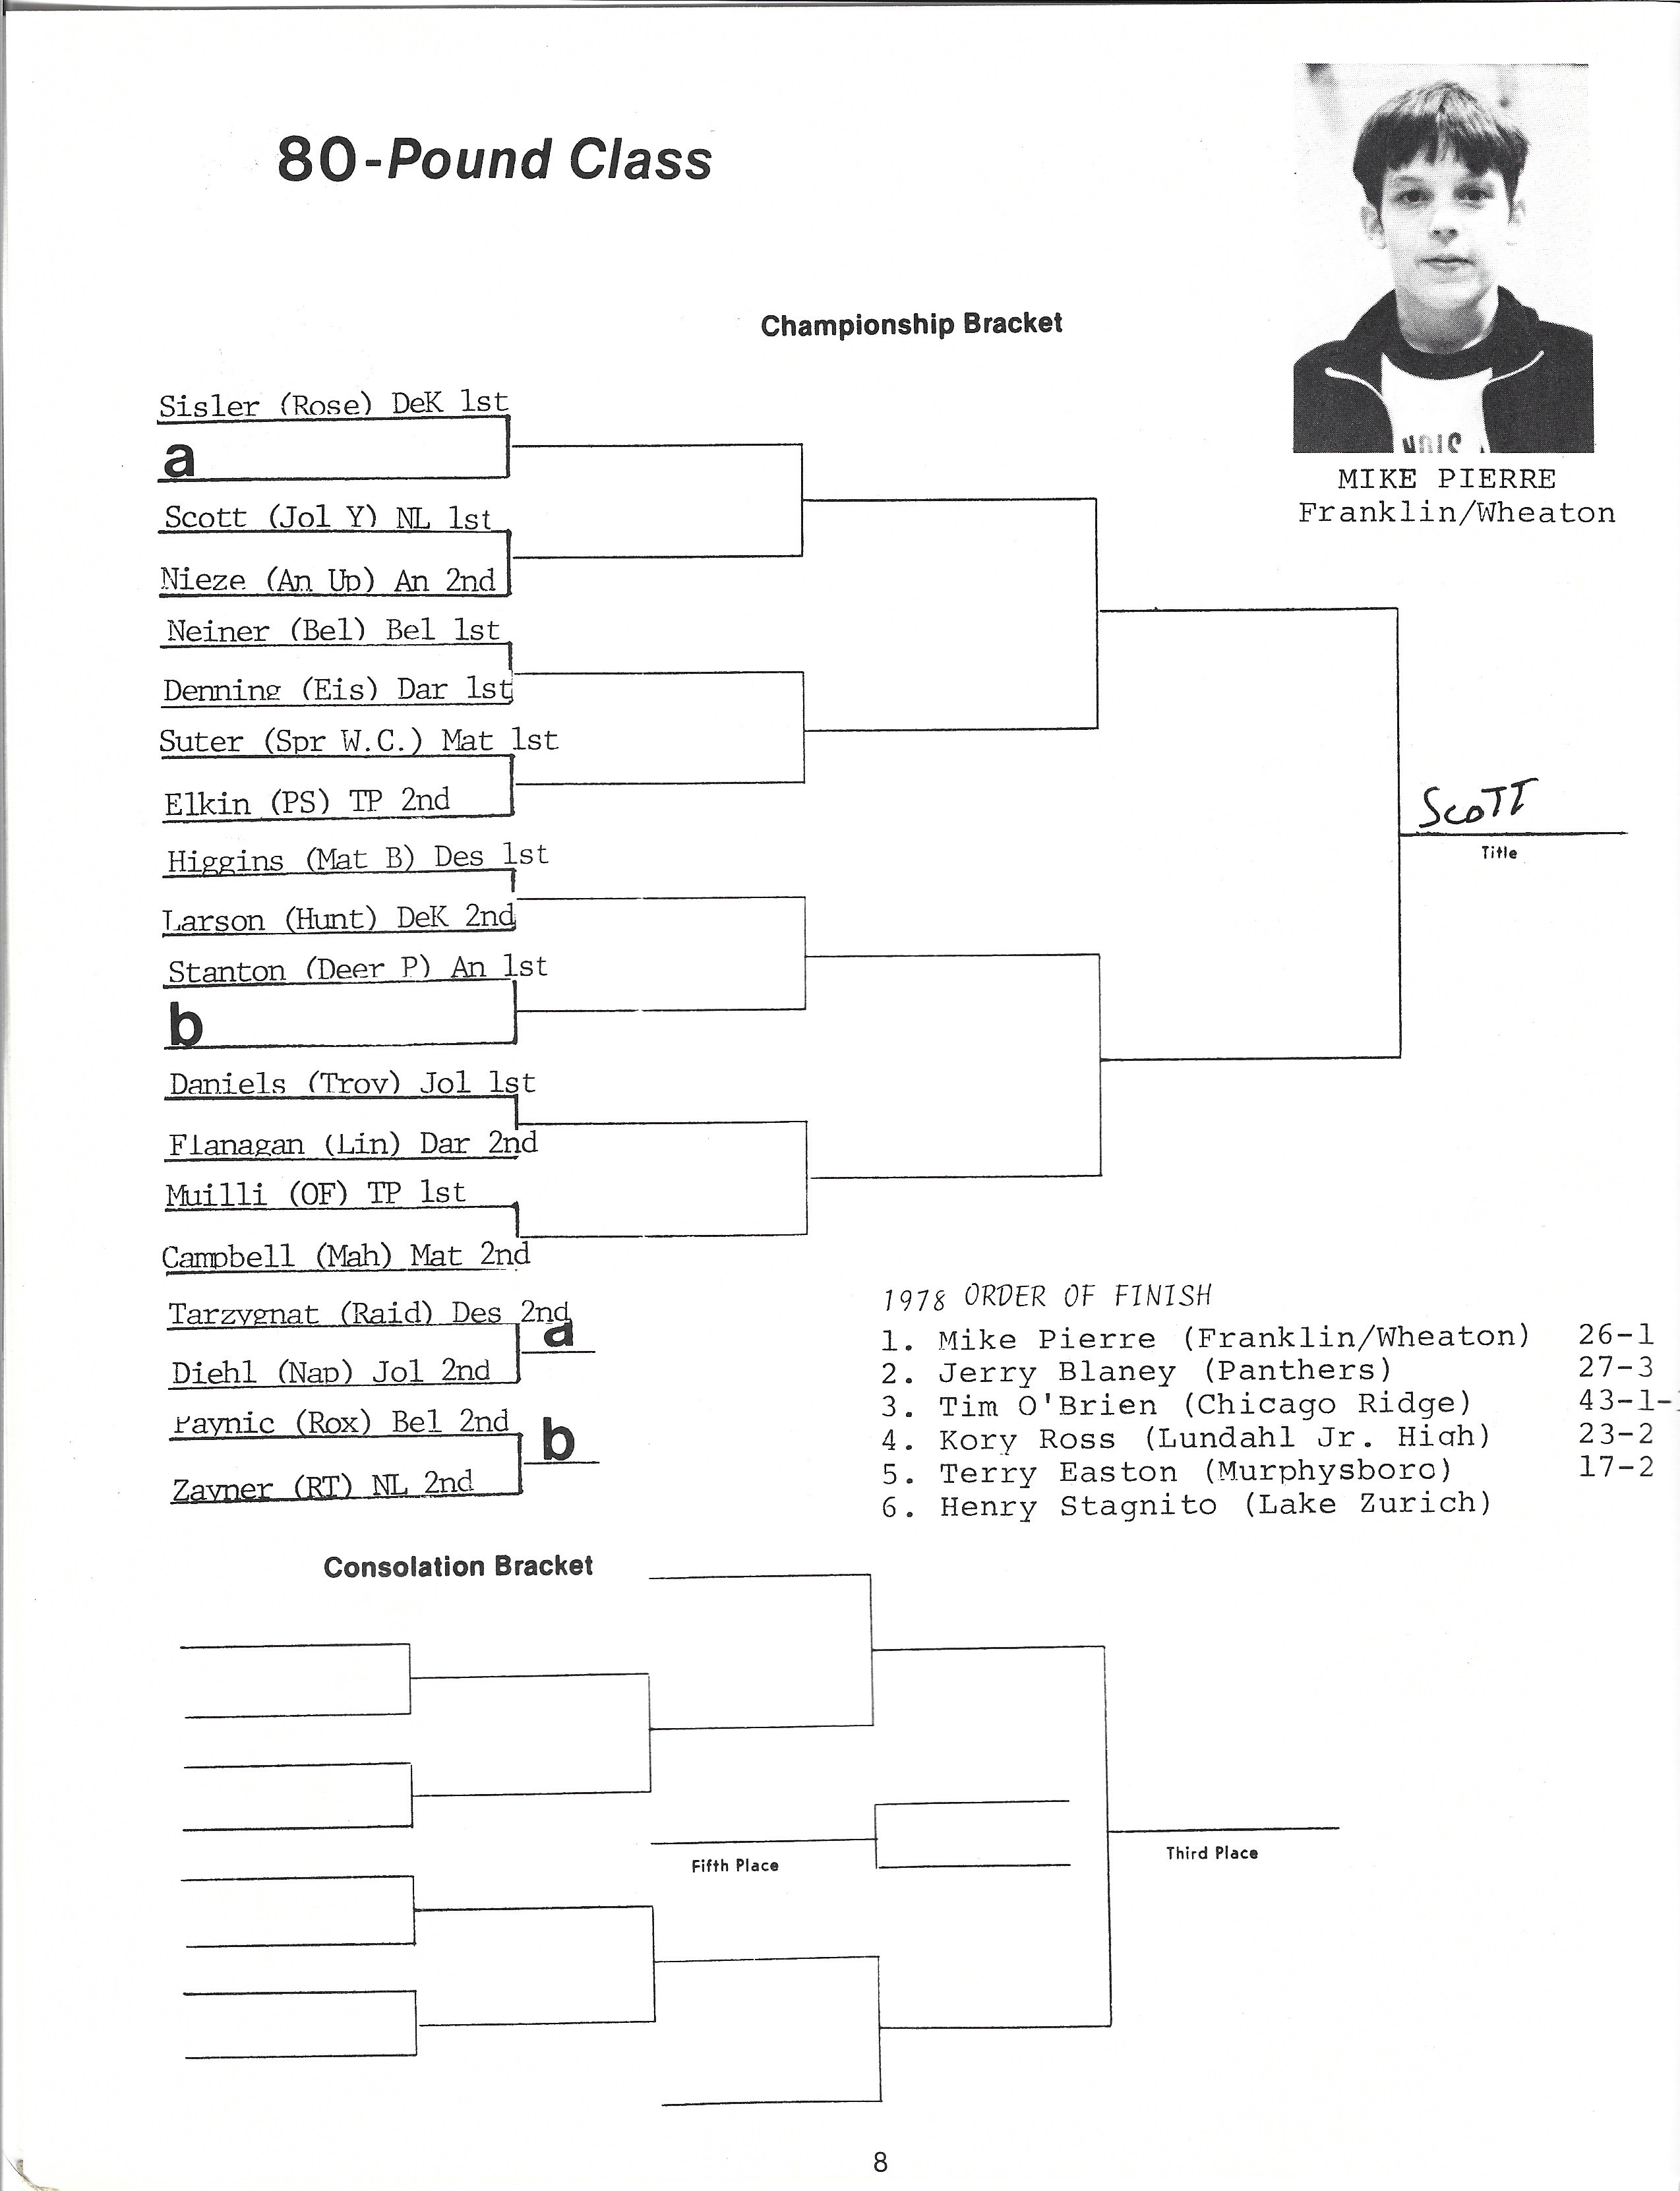 80-Pound Class
MIKE PIERRE
Franklin/Wheaton
Championship Bracket
Sisler (Rose) DeK 1st
a
Scott (Jol Y) NL 1st
Nieze (An Up) An 2nd
Neiner (Bel) Bel 1st
Denning (Eis) Dar 1st
Suter (Spr W.C.) Mat 1st
Elkin (PS) TP 2nd
SCOTT
Title
Higgins (Mat B) Des 1st
Larson (Hunt) DeK 2nd
Stanton (Deer P) An 1st
b
Daniels (Troy) Jol 1st
Flanagan (Lin) Dar 2nd
Muilli (OF) TP 1st
Campbell (Mah) Mat 2nd
Tarzygnat (Raid) Des 2nd
a
Diehl (Nap) Jol 2nd
(Rox) Bel 2nd
b
Zayner (RT) NL 2nd
1978 ORDER OF FINISH
1. Mike Pierre (Franklin/Wheaton) 26-1
2. Jerry Blaney (Panthers) 27-3
3. Tim O'Brien (Chicago Ridge) 43-1-
4. Kory Ross (Lundahl Jr. High) 23-2
5. Terry Easton (Murphysboro) 17-2
6. Henry Stagnito (Lake Zurich)
Consolation Bracket
Fifth Place
Third Place
8